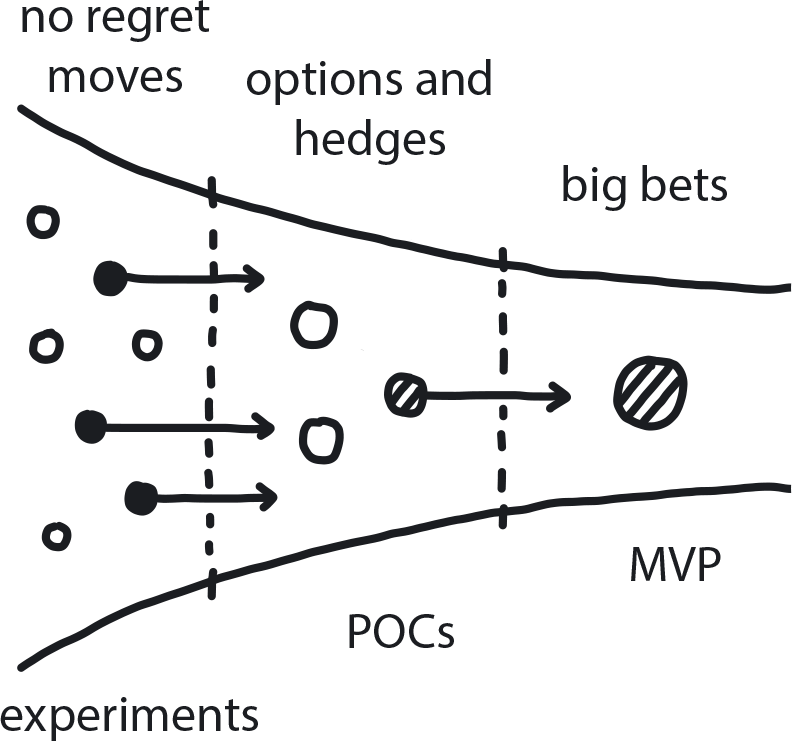 no regret
moves
options and
hedges
big bets
MVP
POCs
experiments